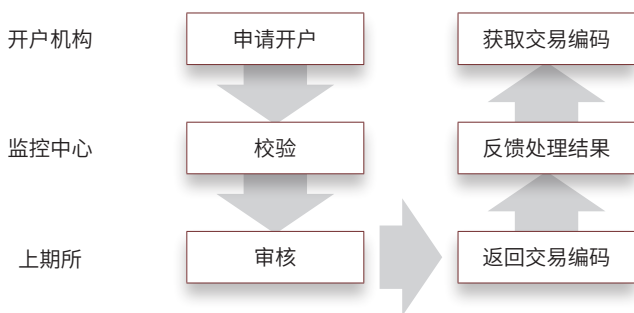 开户机构
申请开户
获取交易编码
监控中心
校验
反馈处理结果
上期所
审核
返回交易编码